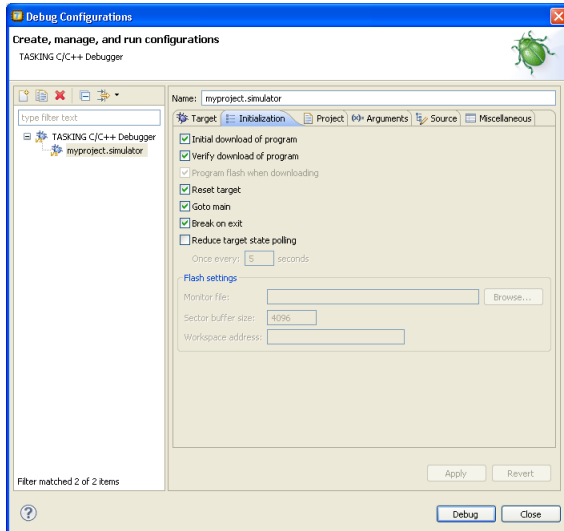 Debug Configurations
Create, manage, and run configurations
TASKING C/C++ Debugger
type filter text
TASKING C/C++ Debugger
myproject.simulator
Filter matched 2 of 2 items
Name: myproject.simulator
Target Initialization Project (x)= Arguments Source Miscellaneous
Initial download of program
Verify download of program
Program flash when downloading
Reset target
Goto main
Break on exit
Reduce target state polling
Once every: 5 seconds
Flash settings
Monitor file: Browse...
Sector buffer size: 4096
Workspace address:
Apply Revert
? Debug Close